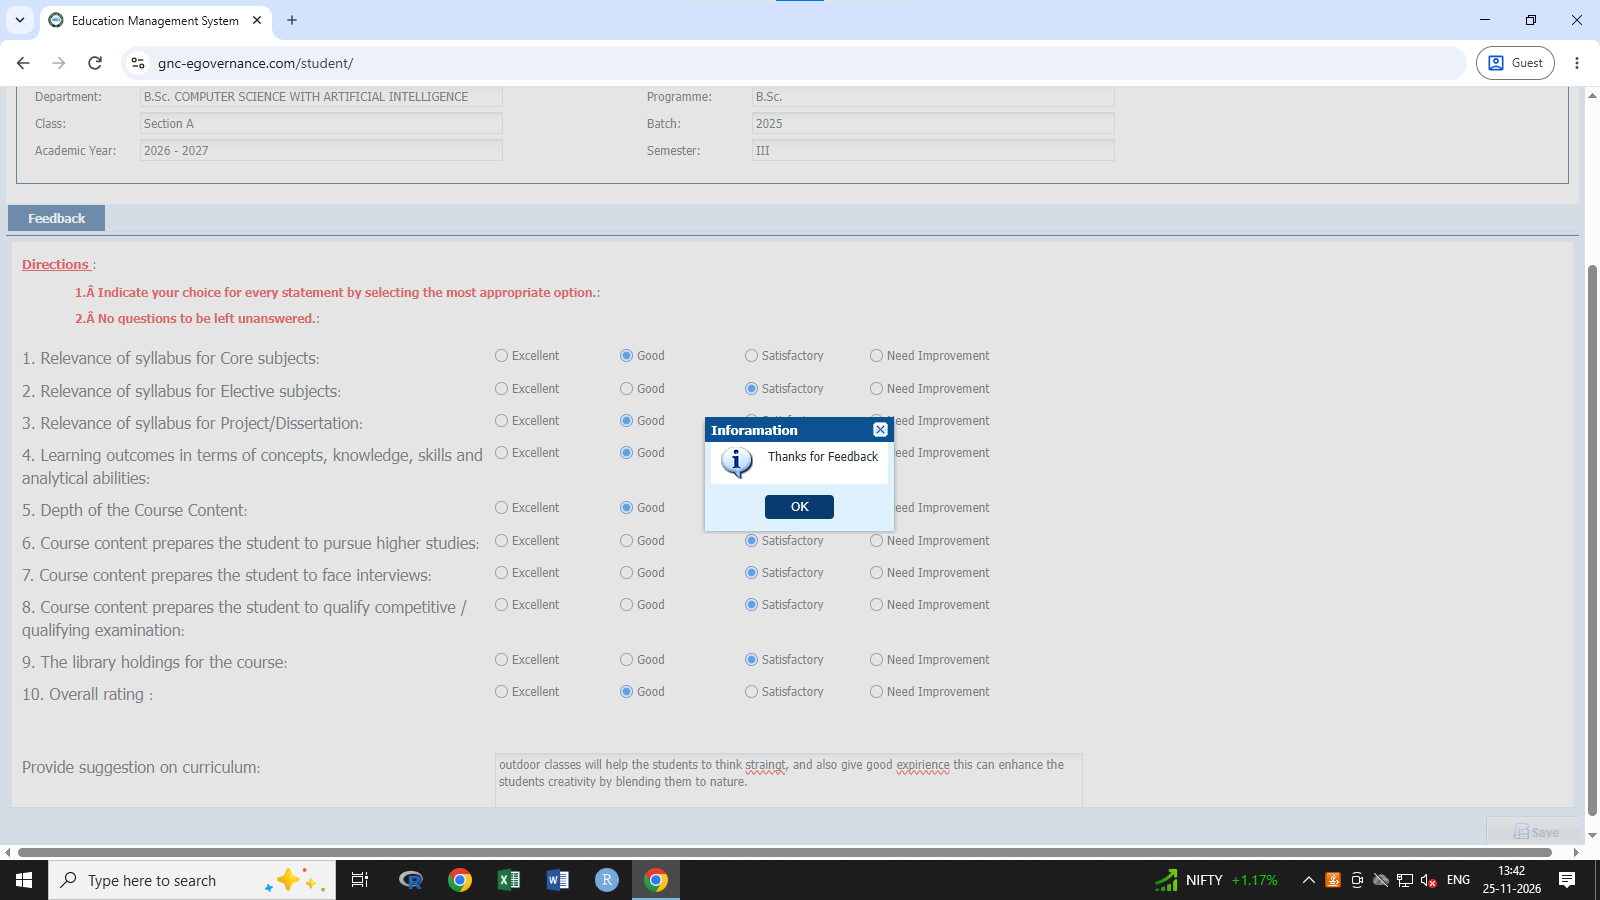 Education Management System
gnc-egovernance.com/student/
Guest
Department: B.Sc. COMPUTER SCIENCE WITH ARTIFICIAL INTELLIGENCE Programme: B.Sc.
Class: Section A Batch: 2025
Academic Year: 2026 - 2027 Semester: III
Feedback
Directions :
1.Â Indicate your choice for every statement by selecting the most appropriate option.:
2.Â No questions to be left unanswered.:
1. Relevance of syllabus for Core subjects: Excellent Good Satisfactory Need Improvement
2. Relevance of syllabus for Elective subjects: Excellent Good Satisfactory Need Improvement
3. Relevance of syllabus for Project/Dissertation: Excellent Good Need Improvement
4. Learning outcomes in terms of concepts, knowledge, skills and
analytical abilities: Excellent Good eed Improvement
5. Depth of the Course Content: Excellent Good eed Improvement
6. Course content prepares the student to pursue higher studies: Excellent Good Satisfactory Need Improvement
7. Course content prepares the student to face interviews: Excellent Good Satisfactory Need Improvement
8. Course content prepares the student to qualify competitive /
qualifying examination: Excellent Good Satisfactory Need Improvement
9. The library holdings for the course: Excellent Good Satisfactory Need Improvement
10. Overall rating : Excellent Good Satisfactory Need Improvement
Inforamation
Thanks for Feedback
OK
Provide suggestion on curriculum:
outdoor classes will help the students to think straingt, and also give good expirience this can enhance the
students creativity by blending them to nature.
Save
Type here to search
NIFTY +1.17%
ENG
13:42
25-11-2026